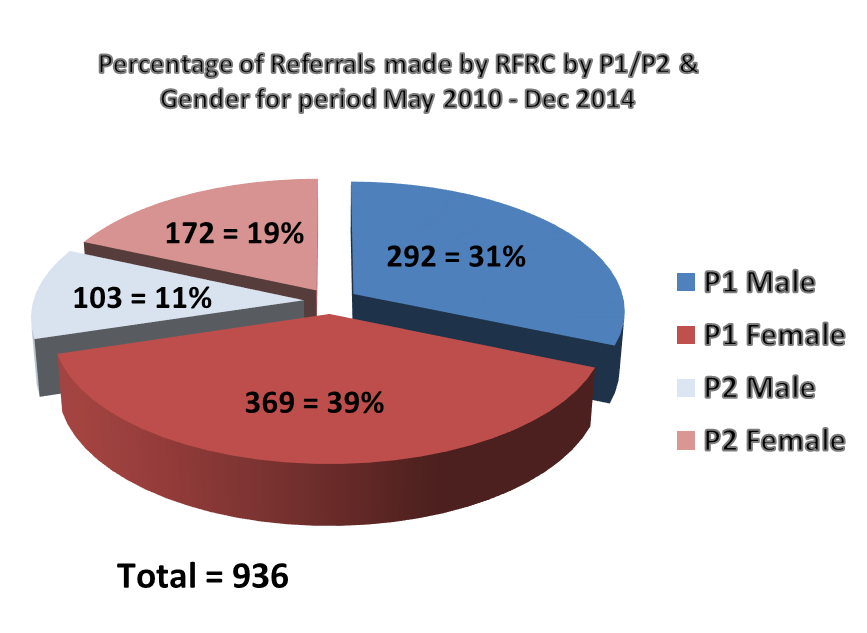 Percentage of Referrals made by RFRC by P1/P2 &
Gender for period May 2010 - Dec 2014
172 = 19%
292 = 31%
103 = 11%
369 = 39%
P1 Male
P1 Female
P2 Male
P2 Female
Total = 936